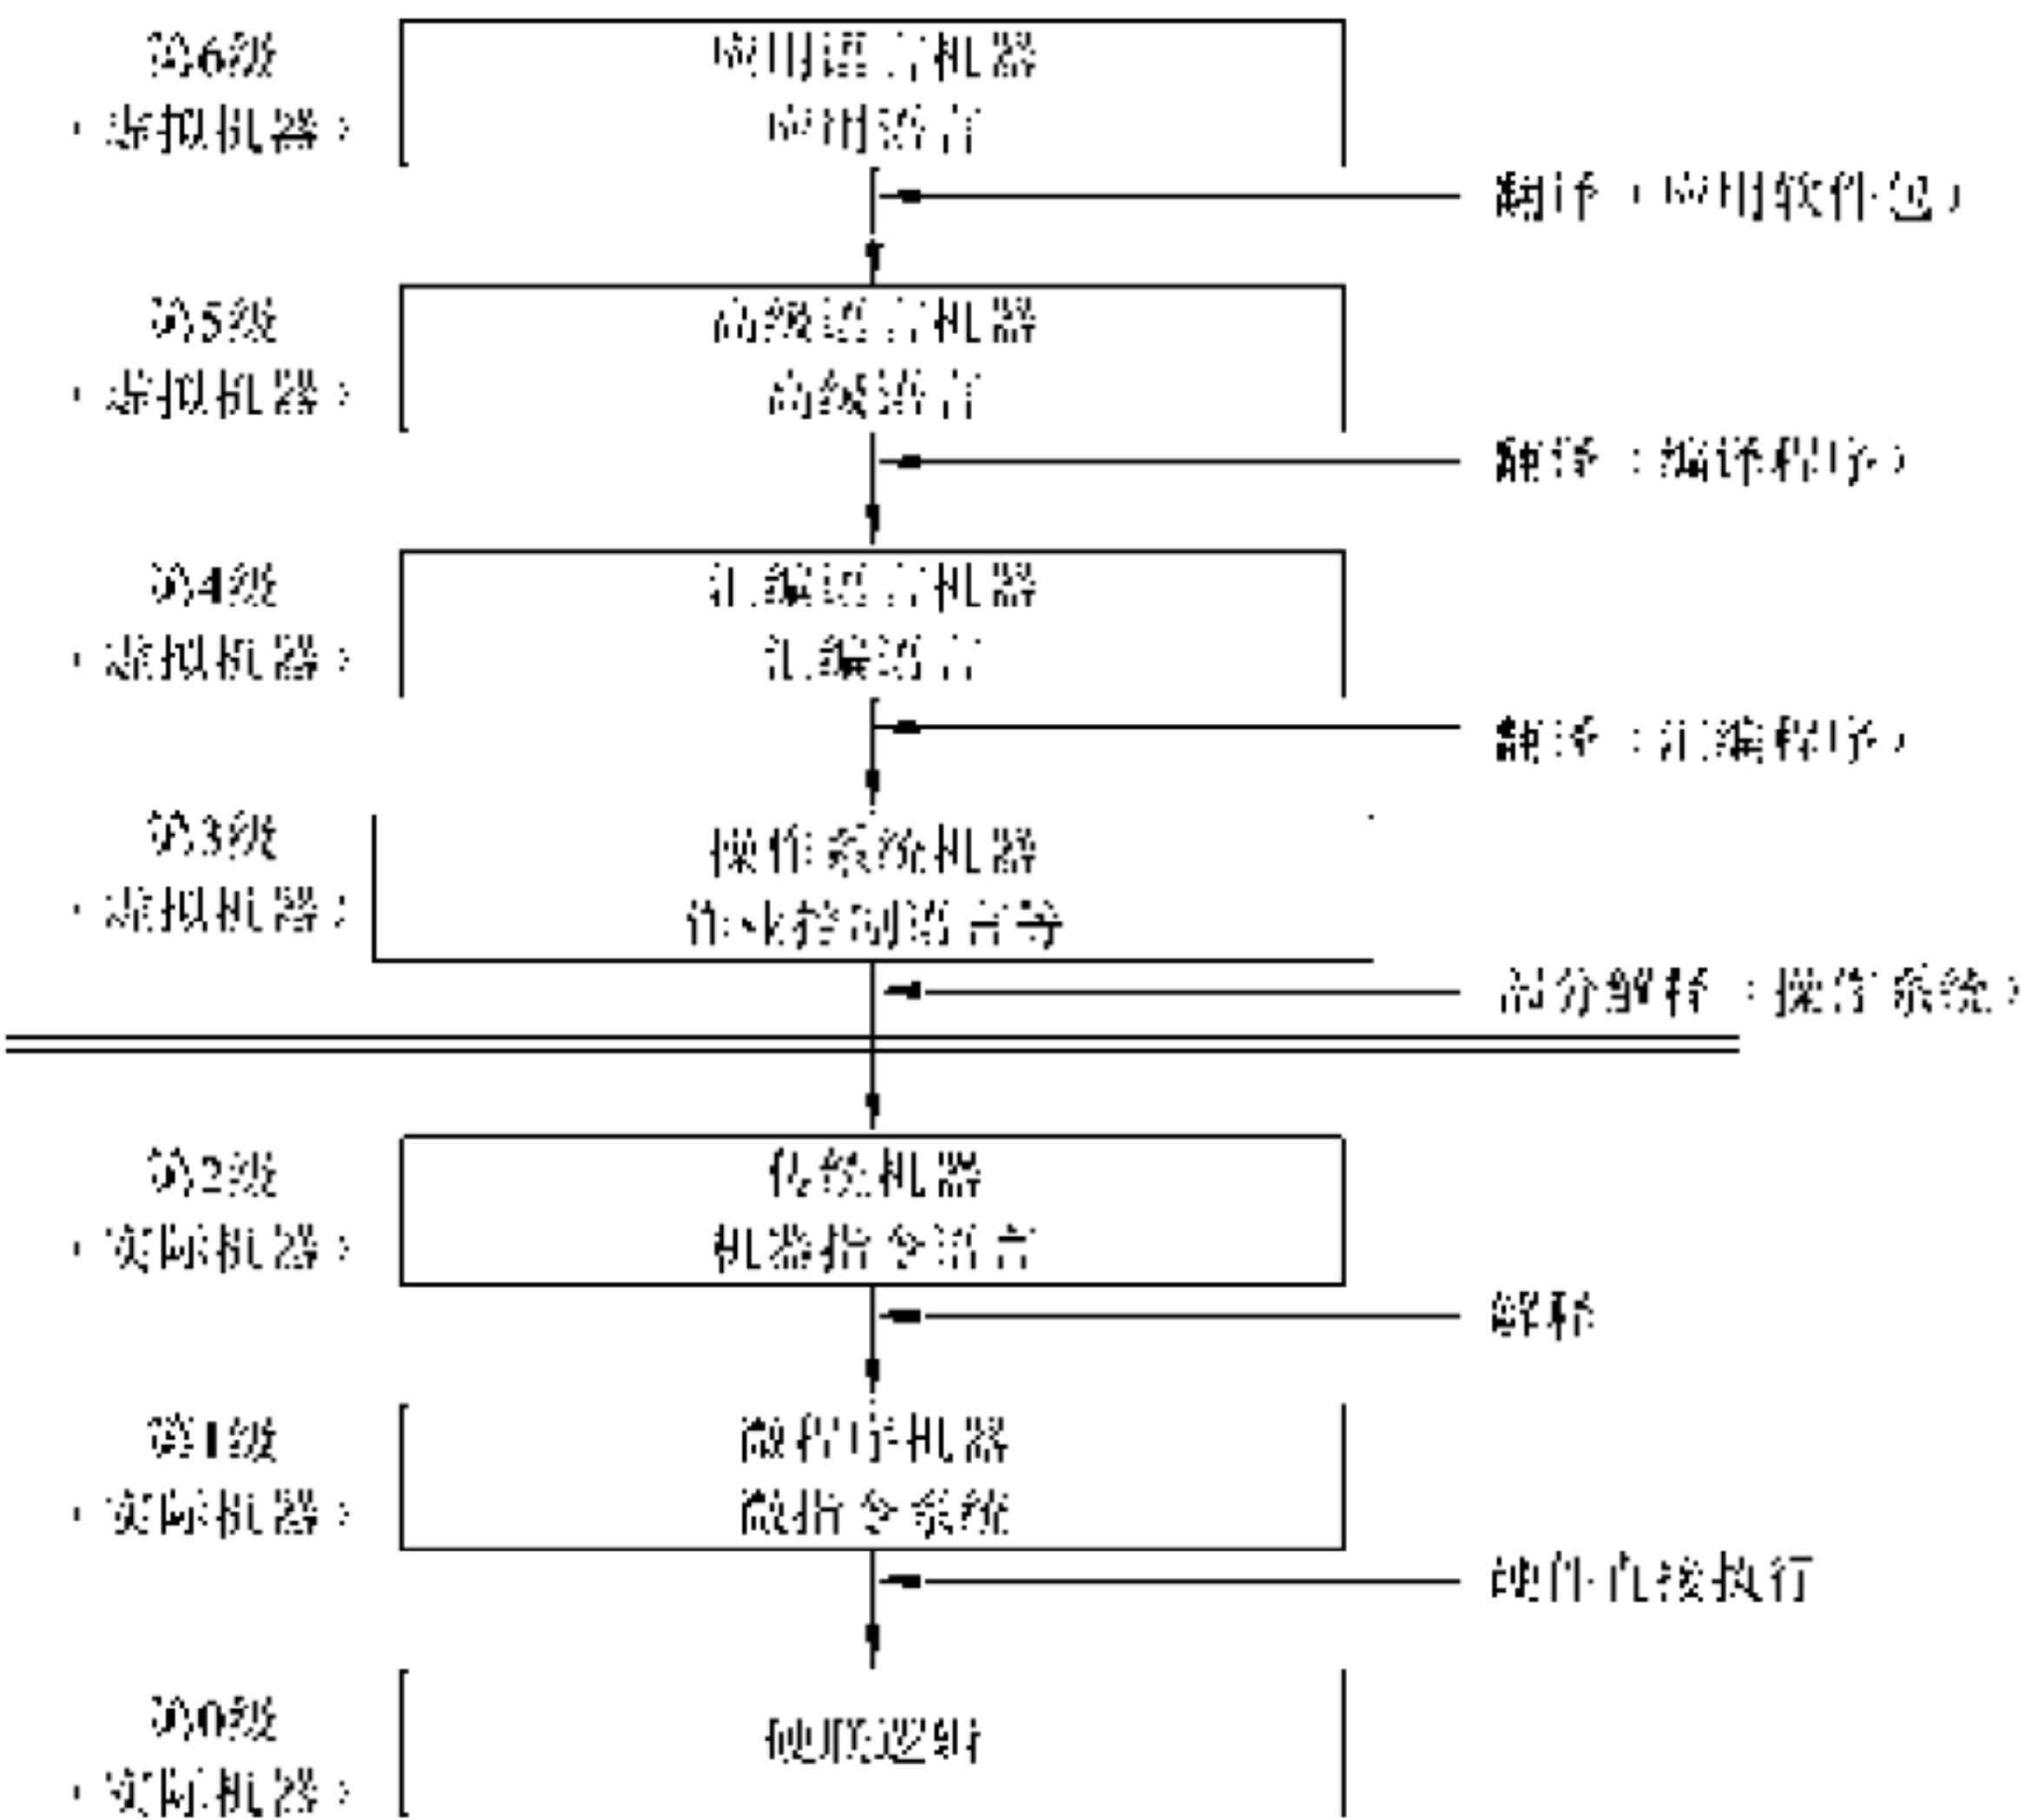 第6级
(虚拟机器)
应用语言机器
应用语言
翻译(应用软件包)
第5级
(虚拟机器)
高级语言机器
高级语言
翻译(编译程序)
第4级
(虚拟机器)
汇编语言机器
汇编语言
翻译(汇编程序)
第3级
(虚拟机器)
操作系统机器
作业控制语言等
部分解释(操作系统)
第2级
(实际机器)
传统机器
机器指令语言
解释
第1级
(实际机器)
微程序机器
微指令系统
硬件直接执行
第0级
(实际机器)
硬联逻辑